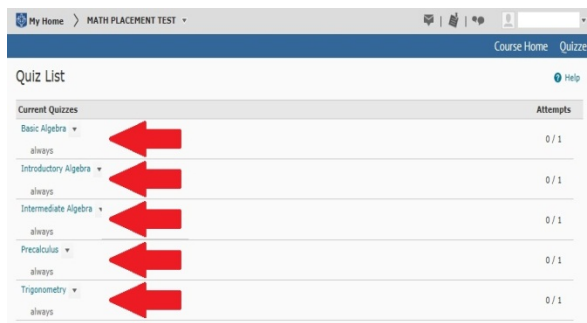 My Home > MATH PLACEMENT TEST
Course Home Quizze
Quiz List
Help
Current Quizzes Attempts
Basic Algebra
always
0 / 1
Introductory Algebra
always
0 / 1
Intermediate Algebra
always
0 / 1
Precalculus
always
0 / 1
Trigonometry
always
0 / 1